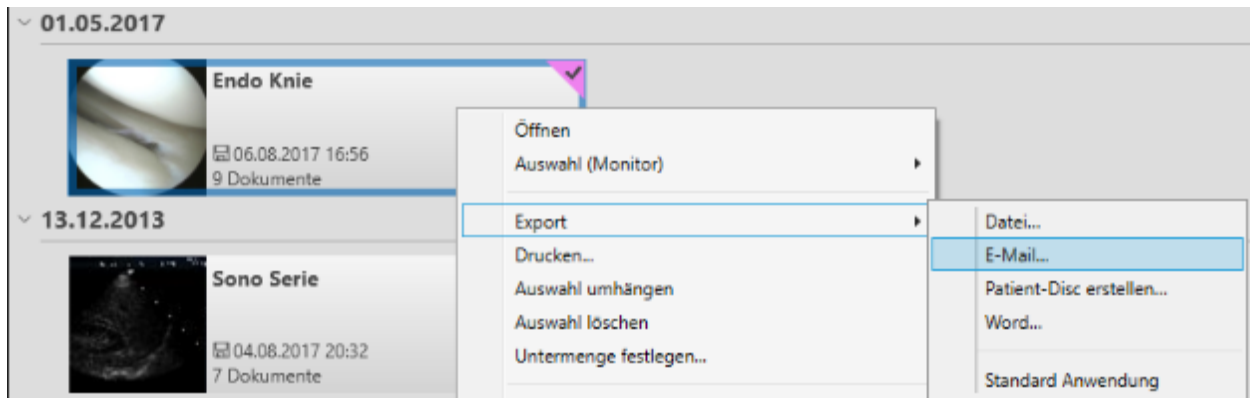 01.05.2017
Endo Knie
06.08.2017 16:56
9 Dokumente
13.12.2013
Sono Serie
04.08.2017 20:32
7 Dokumente
Öffnen
Auswahl (Monitor)
Export
Drucken...
Auswahl umhängen
Auswahl löschen
Untermenge festlegen...
Datei...
E-Mail...
Patient-Disc erstellen...
Word...
Standard Anwendung